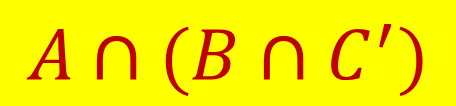 A ∩ (B ∩ C′)